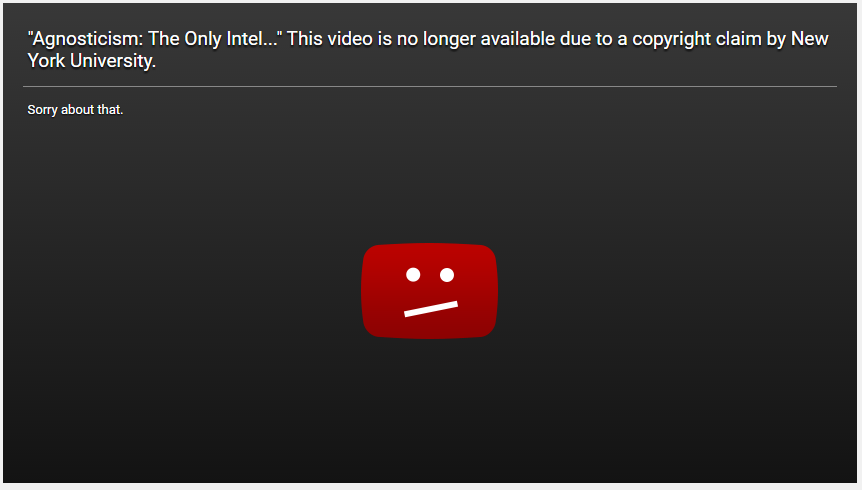 "Agnosticism: The Only Intel..." This video is no longer available due to a copyright claim by New
York University.
Sorry about that.